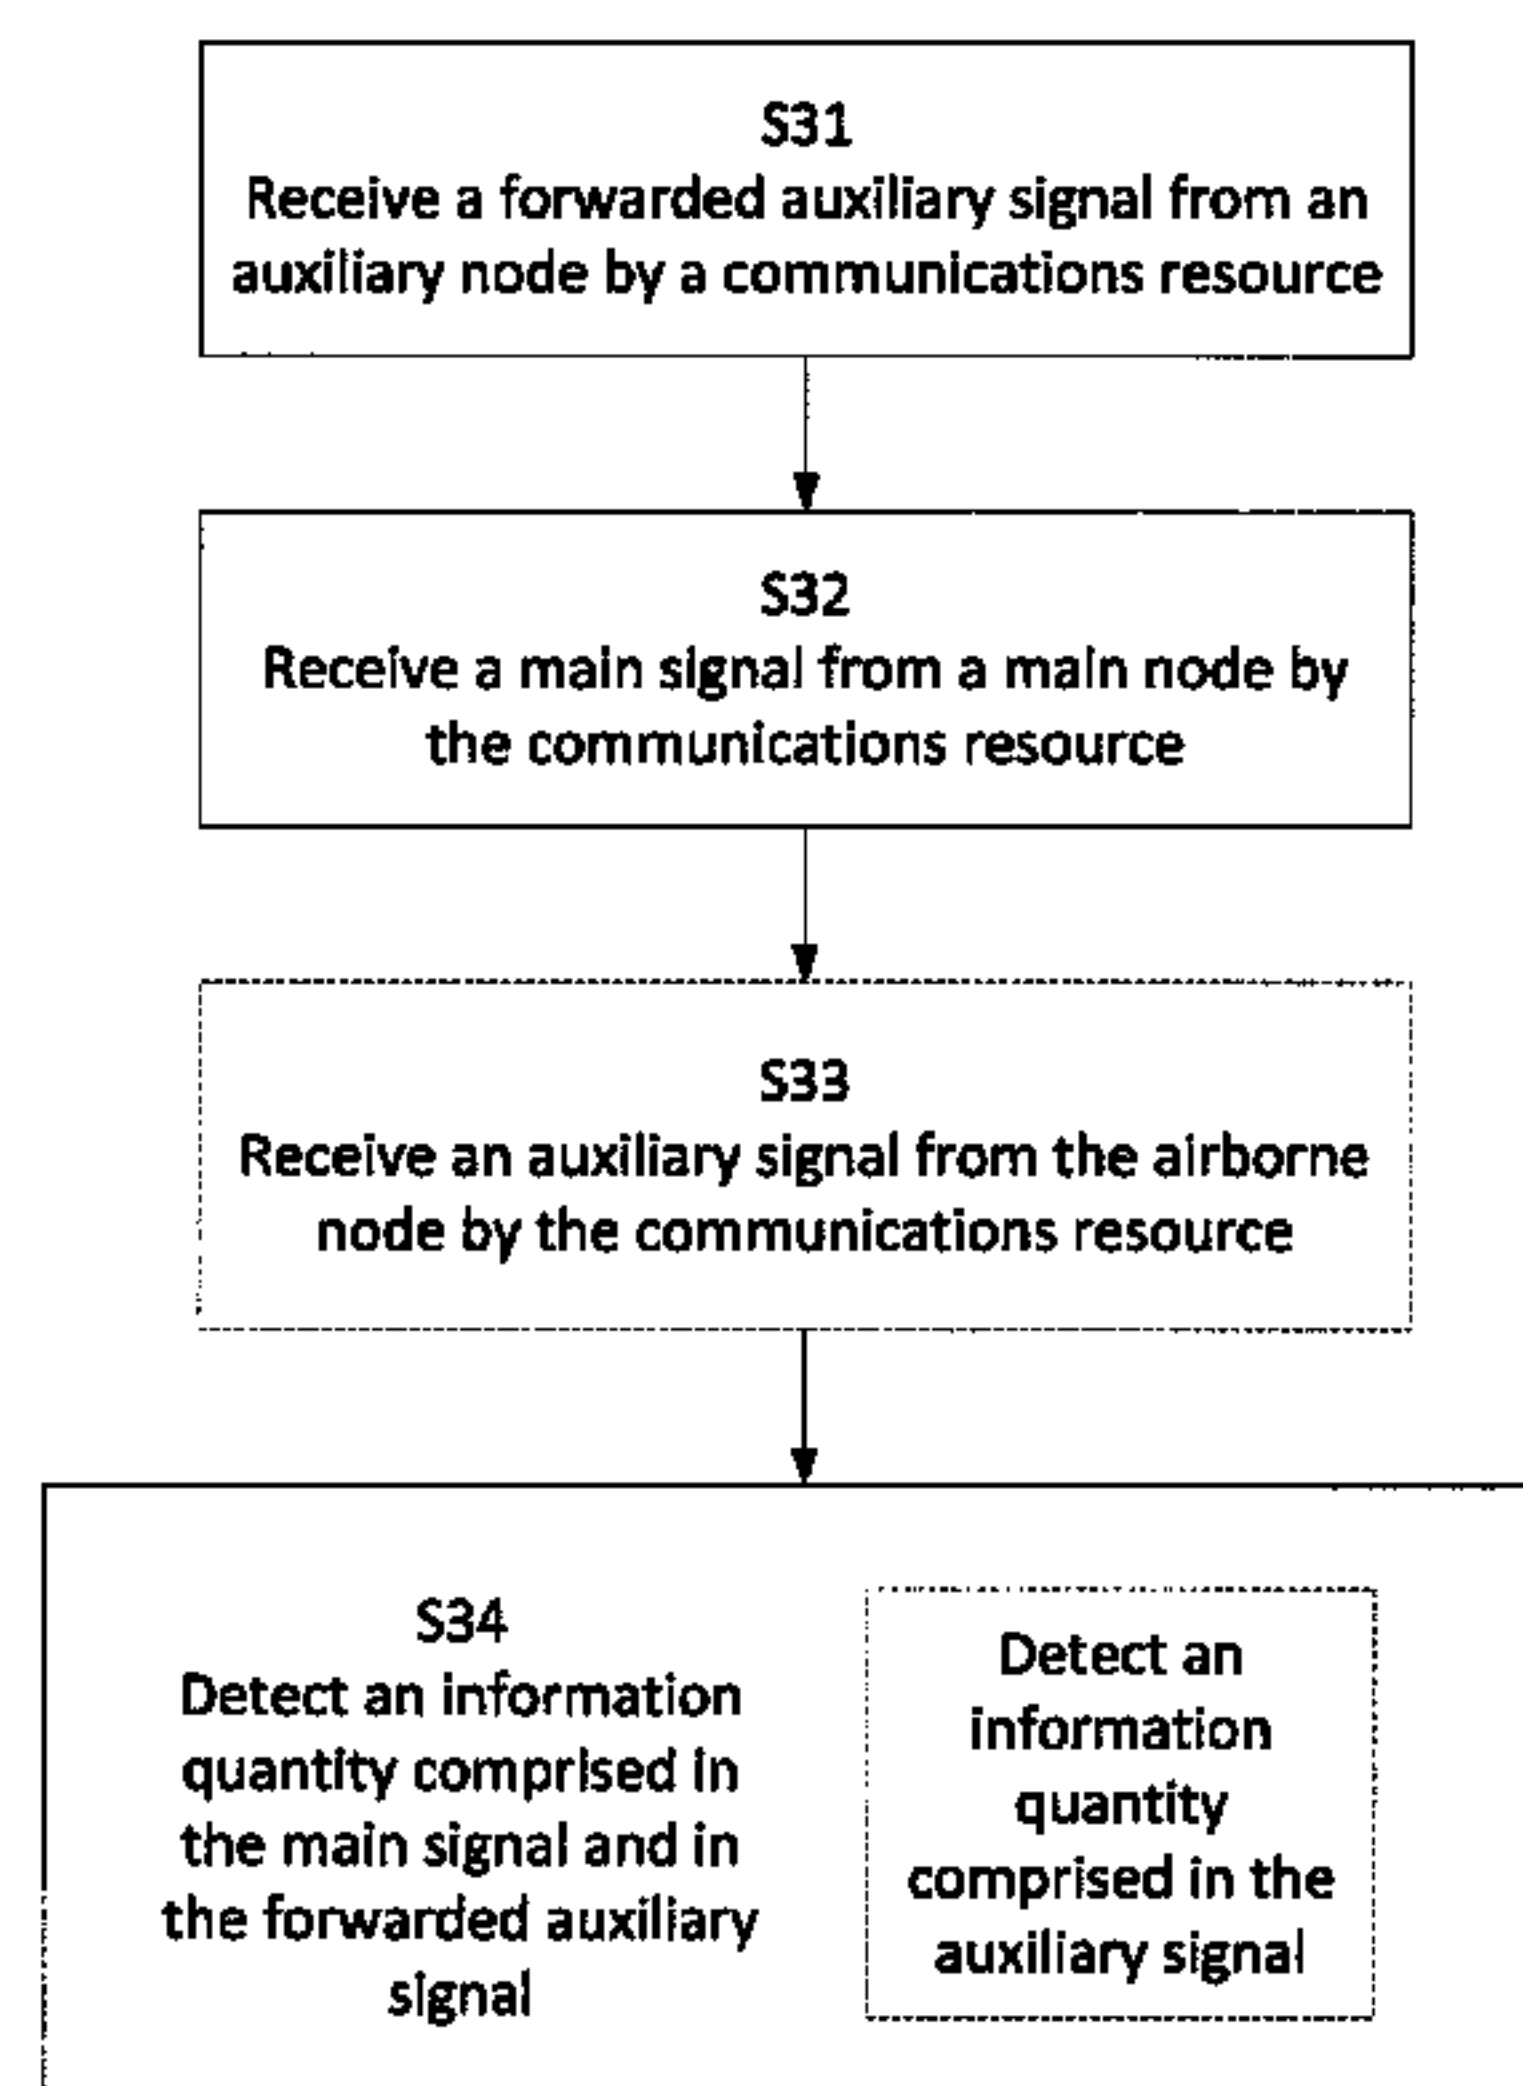 S31
Receive a forwarded auxiliary signal from an
auxiliary node by a communications resource
S32
Receive a main signal from a main node by
the communications resource
S33
Receive an auxiliary signal from the airborne
node by the communications resource
S34
Detect an information
quantity comprised in
the main signal and in
the forwarded auxiliary
signal
Detect an
information
quantity
comprised in the
auxiliary signal